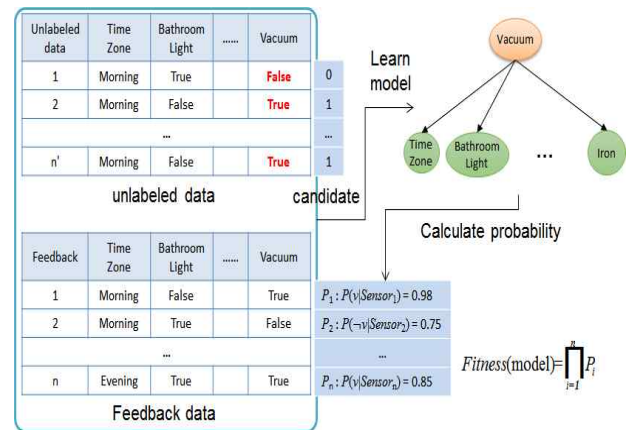 Unlabeled data Time Zone Bathroom Light ...... Vacuum
1 Morning True False 0
2 Morning False True 1
... ...
n' Morning False True 1
unlabeled data
candidate
Learn model
Vacuum
Time Zone
Bathroom Light
...
Iron
Calculate probability
Feedback Time Zone Bathroom Light ...... Vacuum
1 Morning False True P₁ : P(v|Sensor₁) = 0.98
2 Morning True False P₂ : P(¬v|Sensor₂) = 0.75
... ...
n Evening True True Pₙ : P(v|Sensorₙ) = 0.85
Feedback data
Fitness(model)=∏ⁿᵢ₌₁ Pᵢ